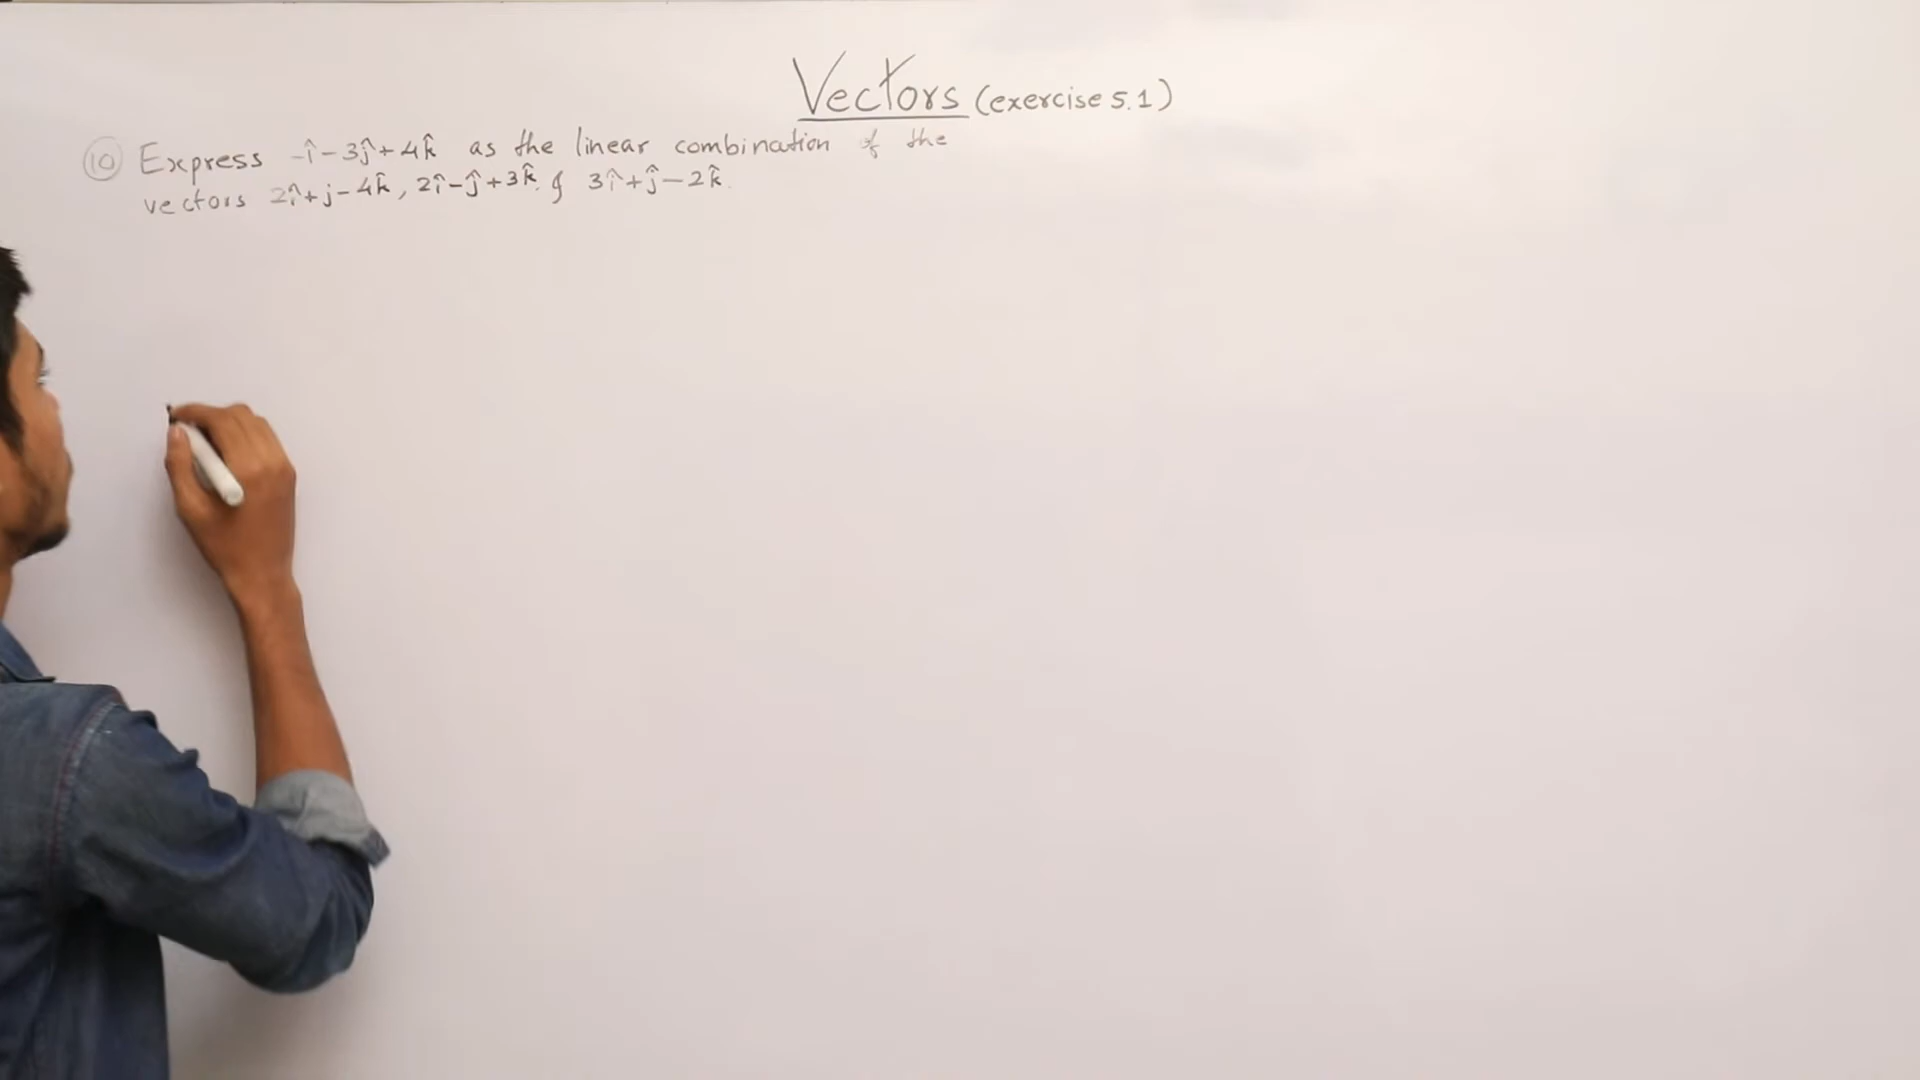 Vectors (exercise 5.1)
10 Express -î-3ĵ+4k̂ as the linear combination of the
vectors 2î+j-4k̂, 2î-ĵ+3k̂ & 3î+ĵ-2k̂.